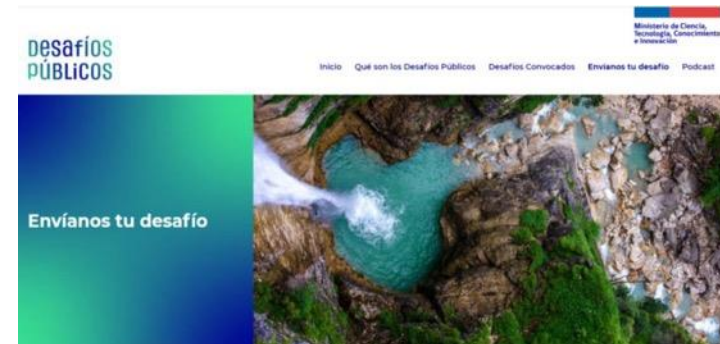 Ministerio de Ciencia,
Tecnología, Conocimiento
e Innovación
Desafíos
PÚBLICOS
Inicio Qué son los Desafíos Públicos Desafíos Convocados Envíanos tu desafío Podcast
Envíanos tu desafío